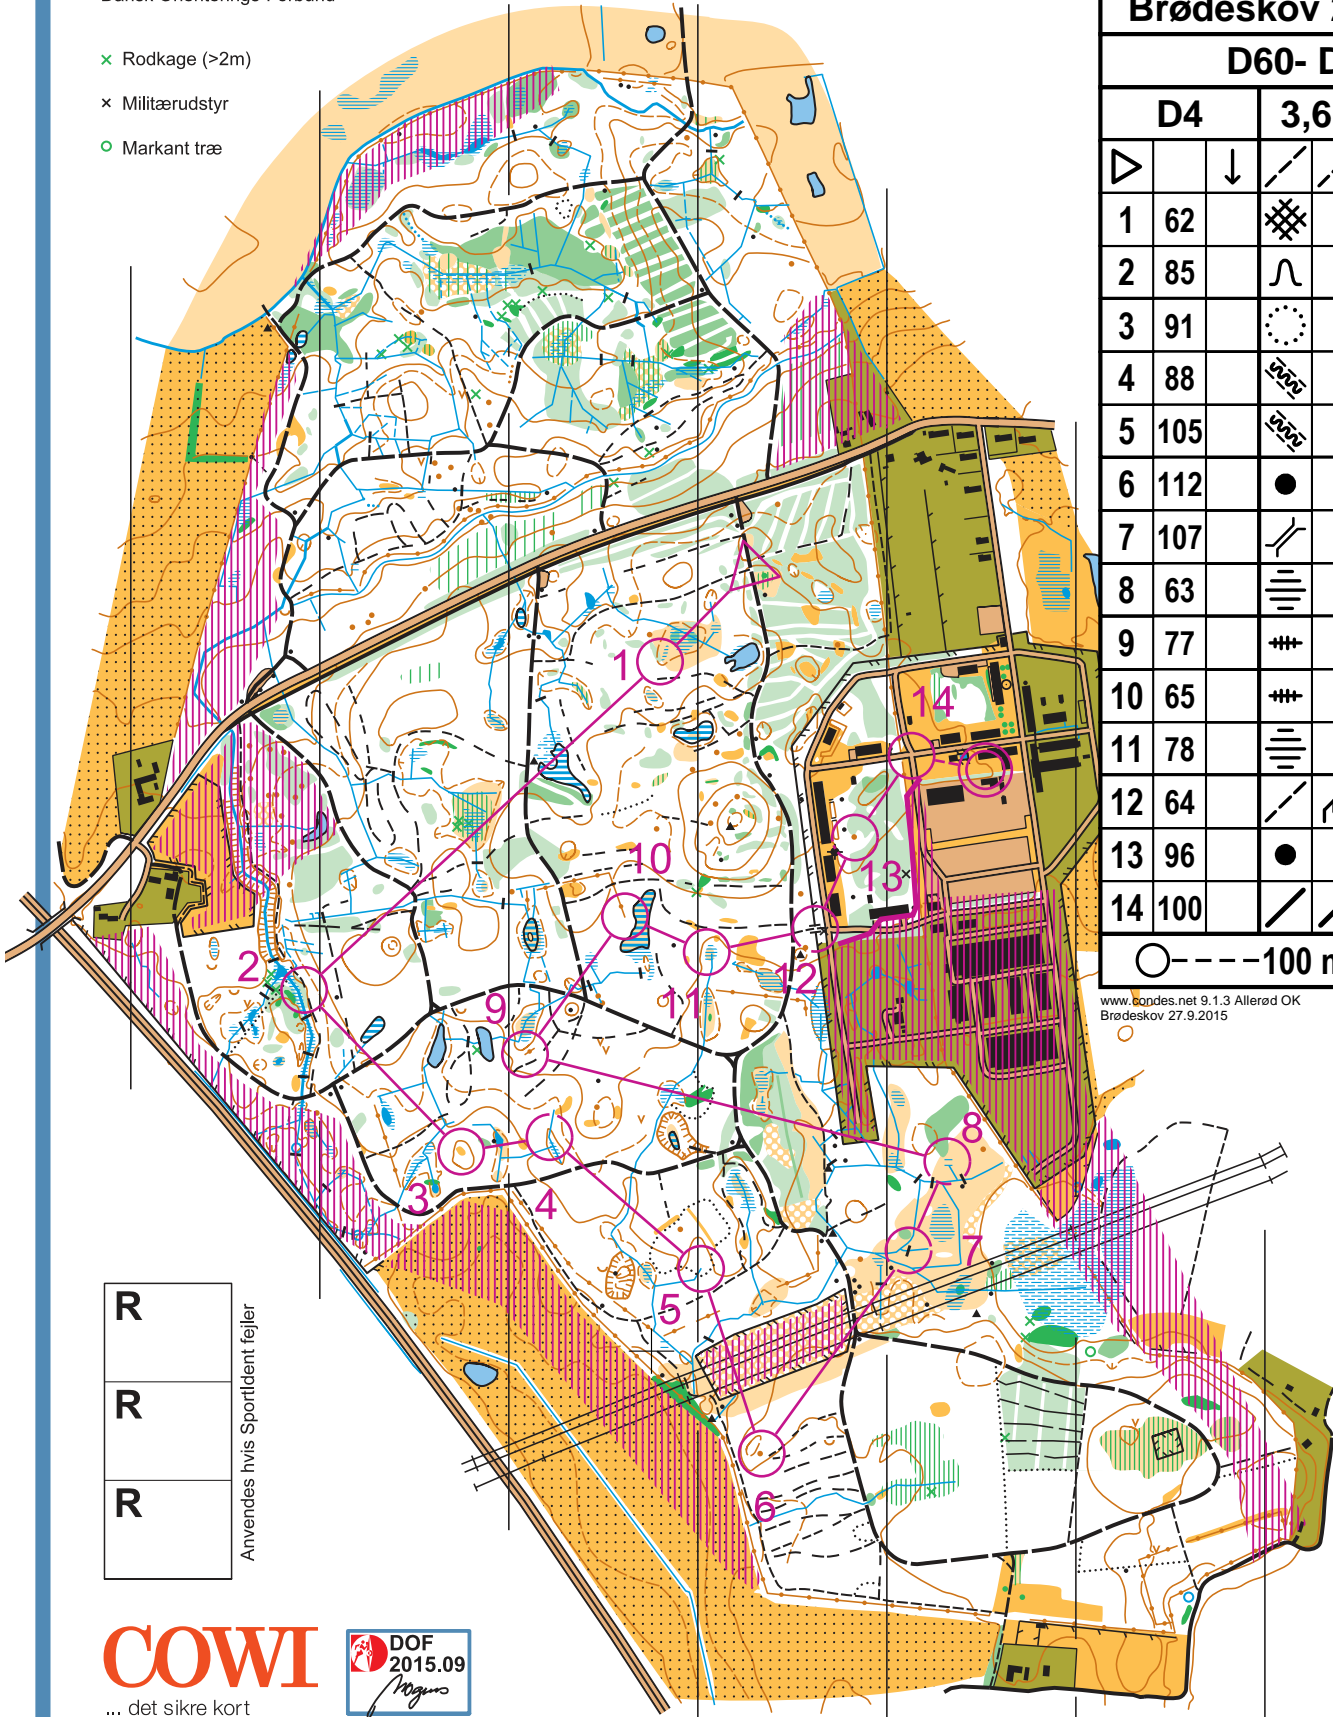 × Rodkage (>2m)
× Militærudstyr
Markant træ
Brødeskov
D60- D
D4 3,6
1 62
2 85
3 91
4 88
5 105
6 112
7 107
8 63
9 77
10 65
11 78
12 64
13 96
14 100
100 m
www.condes.net 9.1.3 Allerød OK
Brødeskov 27.9.2015
1
14
10
13
2
9
11
12
8
3
4
7
5
6
R
R
R
Anvendes hvis SportIdent fejler
COWI
... det sikre kort
DOF
2015.09